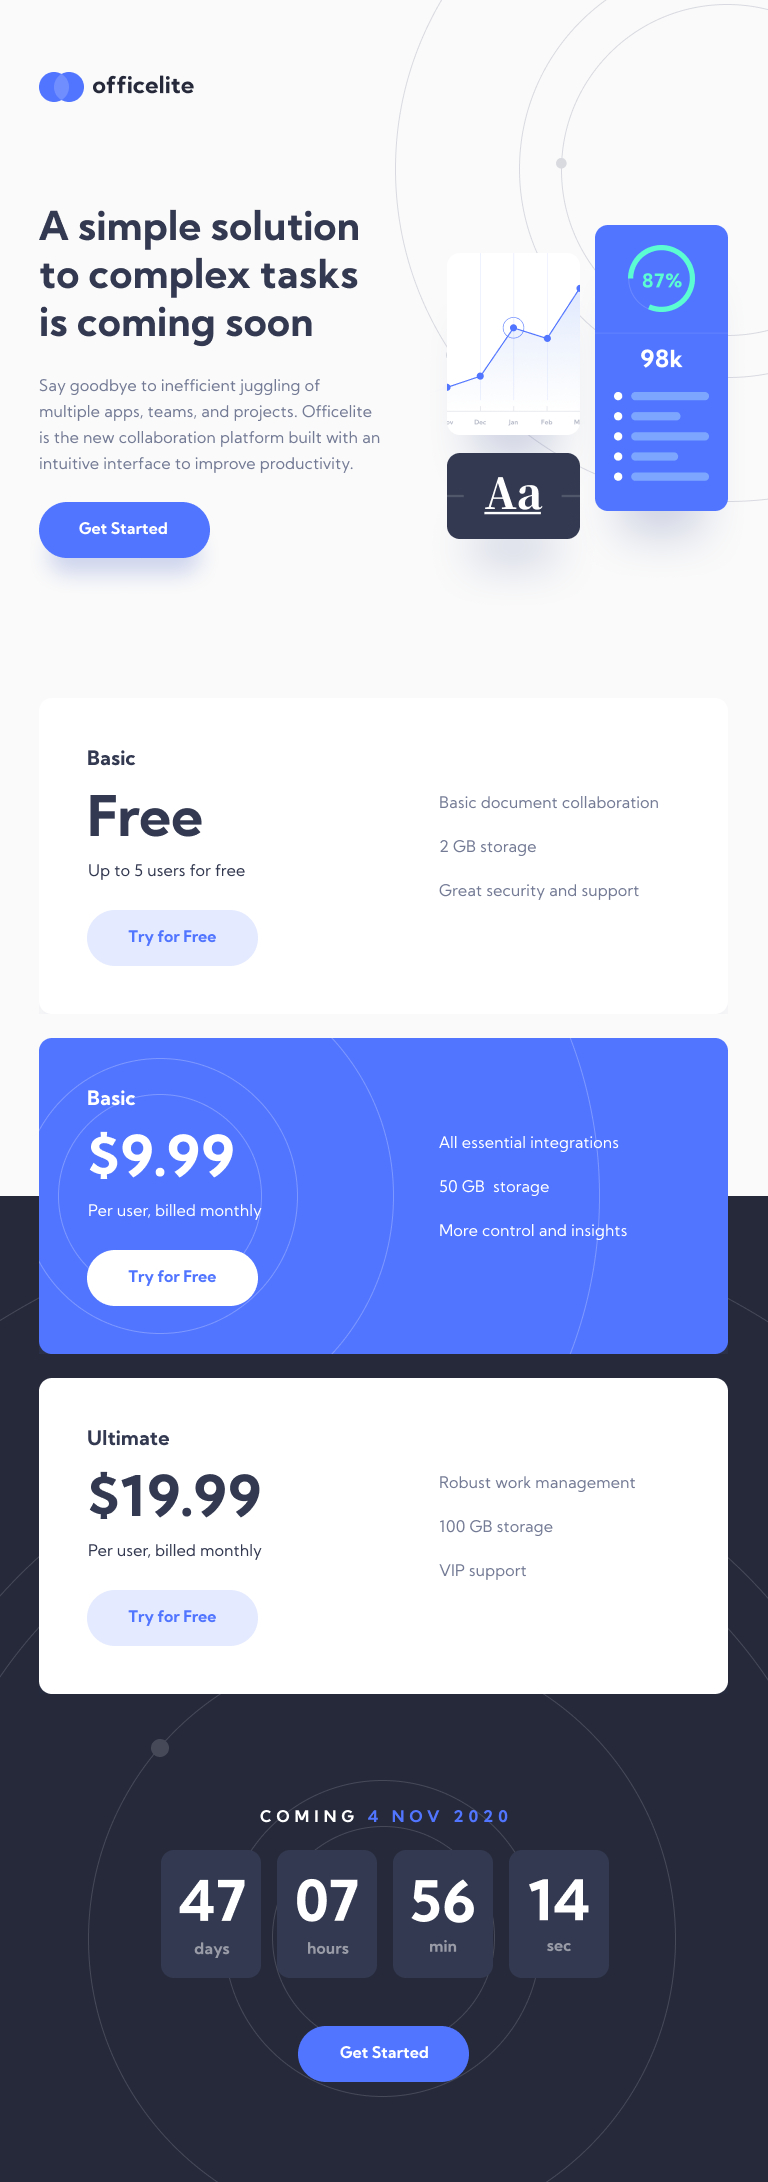 officelite
A simple solution
to complex tasks
is coming soon
Say goodbye to inefficient juggling of
multiple apps, teams, and projects. Officelite
is the new collaboration platform built with an
intuitive interface to improve productivity.
Get Started
87%
98k
ov Dec Jan Feb M
Aa
Basic
Free
Up to 5 users for free
Try for Free
Basic document collaboration
2 GB storage
Great security and support
Basic
$9.99
Per user, billed monthly
Try for Free
All essential integrations
50 GB  storage
More control and insights
Ultimate
$19.99
Per user, billed monthly
Try for Free
Robust work management
100 GB storage
VIP support
COMING 4 NOV 2020
47 07 56 14
days hours min sec
Get Started